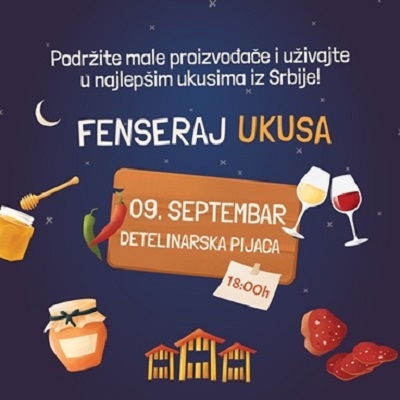 Podržite male proizvođače i uživajte
u najlepšim ukusima iz Srbije!
FENSERAJ UKUSA
09. SEPTEMBAR
DETELINARSKA PIJACA
18:00h